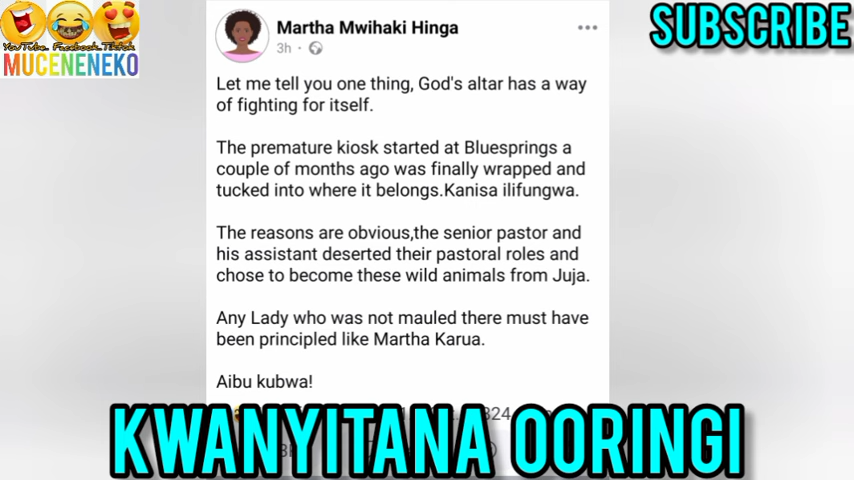 YouTube Facebook Tiktok
MUCENENEKO
SUBSCRIBE
Martha Mwihaki Hinga
3h
Let me tell you one thing, God's altar has a way
of fighting for itself.
The premature kiosk started at Bluesprings a
couple of months ago was finally wrapped and
tucked into where it belongs.Kanisa ilifungwa.
The reasons are obvious,the senior pastor and
his assistant deserted their pastoral roles and
chose to become these wild animals from Juja.
Any Lady who was not mauled there must have
been principled like Martha Karua.
Aibu kubwa!
KWANYITANA OORINGI